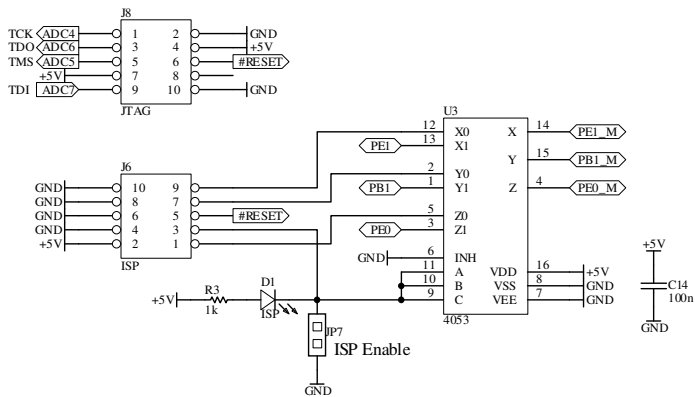 J8
TCK ADC4 1 2 GND
TDO ADC6 3 4 +5V
TMS ADC5 5 6 #RESET
+5V 7 8
TDI ADC7 9 10 GND
JTAG
U3
12 X0 X 14 PE1_M
PE1 13 X1
Y 15 PB1_M
J6
2 Y0
GND 10 9
PB1 1 Y1 Z 4 PE0_M
GND 8 7
GND 6 5 #RESET
5 Z0
GND 4 3
PE0 3 Z1
+5V 2 1
ISP
GND 6 INH
11 A VDD 16 +5V
10 B VSS 8 GND
9 C VEE 7 GND
4053
+5V
C14
100n
GND
R3
D1
+5V
1k
ISP
JP7
ISP Enable
GND